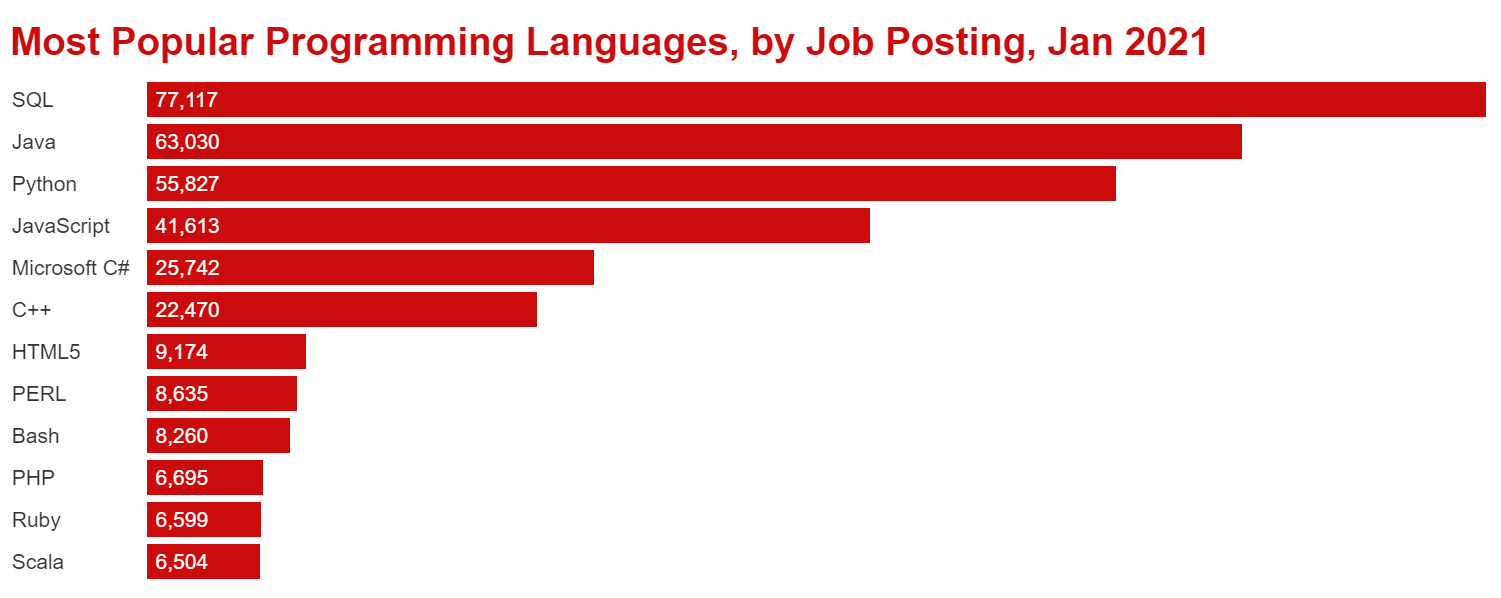 Most Popular Programming Languages, by Job Posting, Jan 2021
SQL 77,117
Java 63,030
Python 55,827
JavaScript 41,613
Microsoft C# 25,742
C++ 22,470
HTML5 9,174
PERL 8,635
Bash 8,260
PHP 6,695
Ruby 6,599
Scala 6,504